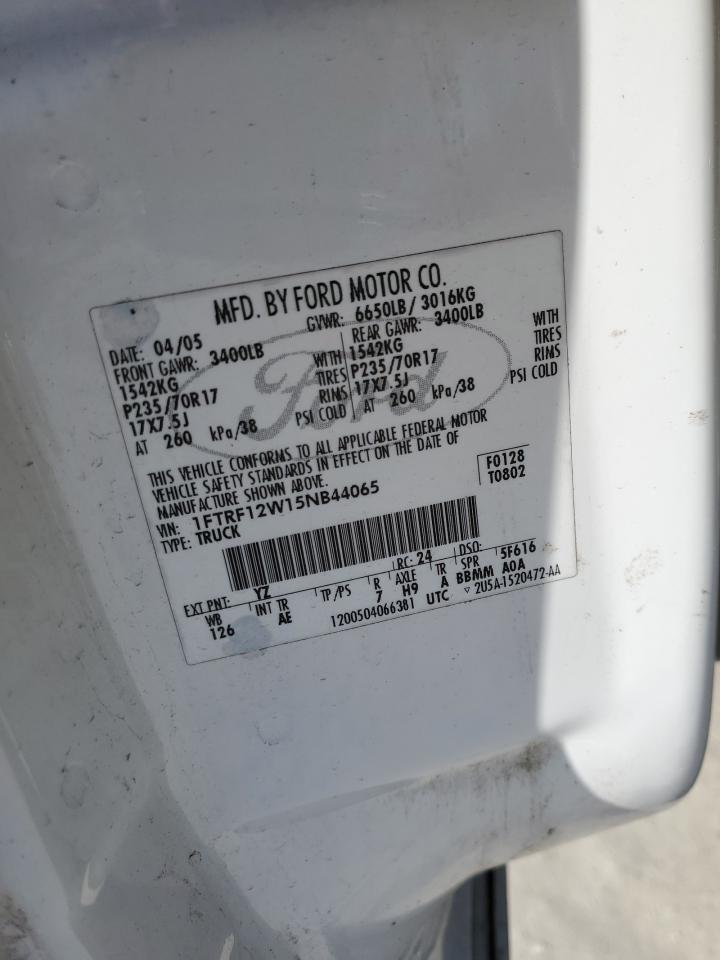 MFD. BY FORD MOTOR CO.
DATE: 04/05 GVWR: 6650LB/ 3016KG
FRONT GAWR: 3400LB REAR GAWR: 3400LB
1542KG WITH 1542KG WITH
P235/70R17 TIRES P235/70R17 TIRES
17X7.5J RIMS 17X7.5J RIMS
AT 260 kPa/38 PSI COLD AT 260 kPa/38 PSI COLD
Ford
THIS VEHICLE CONFORMS TO ALL APPLICABLE FEDERAL MOTOR
VEHICLE SAFETY STANDARDS IN EFFECT ON THE DATE OF
MANUFACTURE SHOWN ABOVE.
VIN: 1FTRF12W15NB44065 F0128
TYPE: TRUCK T0802
EXT PNT: YZ RC: 24 DSO:
WB INT TR TP/PS R AXLE TR SPR 5F616
126 AE 7 H9 A BBMM A0A
1200504066381 UTC ▽ 2U5A-1520472-AA